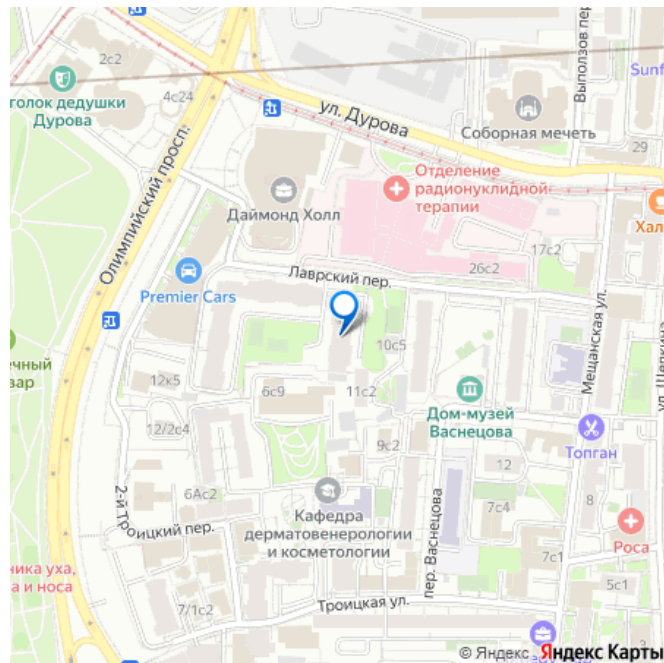 2с2
голок дедушки
Дурова
4с24
Олимпийский просп.
ул. Дурова
Выползов пер.
Sunf
Соборная мечеть
29
Отделение
радионуклидной
терапии
Даймонд Холл
17с2
Хал
26с2
Лаврский пер.
Premier Cars
Мещанская ул.
ул. Щепкина
ечный
вар
10с5
12к5
6с9
11с2
Дом-музей
Васнецова
Топган
12/2с4
9с2
12
6Ас2
7с4
8
2-й Троицкий пер.
Кафедра
дерматовенерологии
и косметологии
пер. Васнецова
Роса
ника уха,
а и носа
7с1
5с1
7/1с2
Троицкая ул.
© Яндекс Яндекс Карты